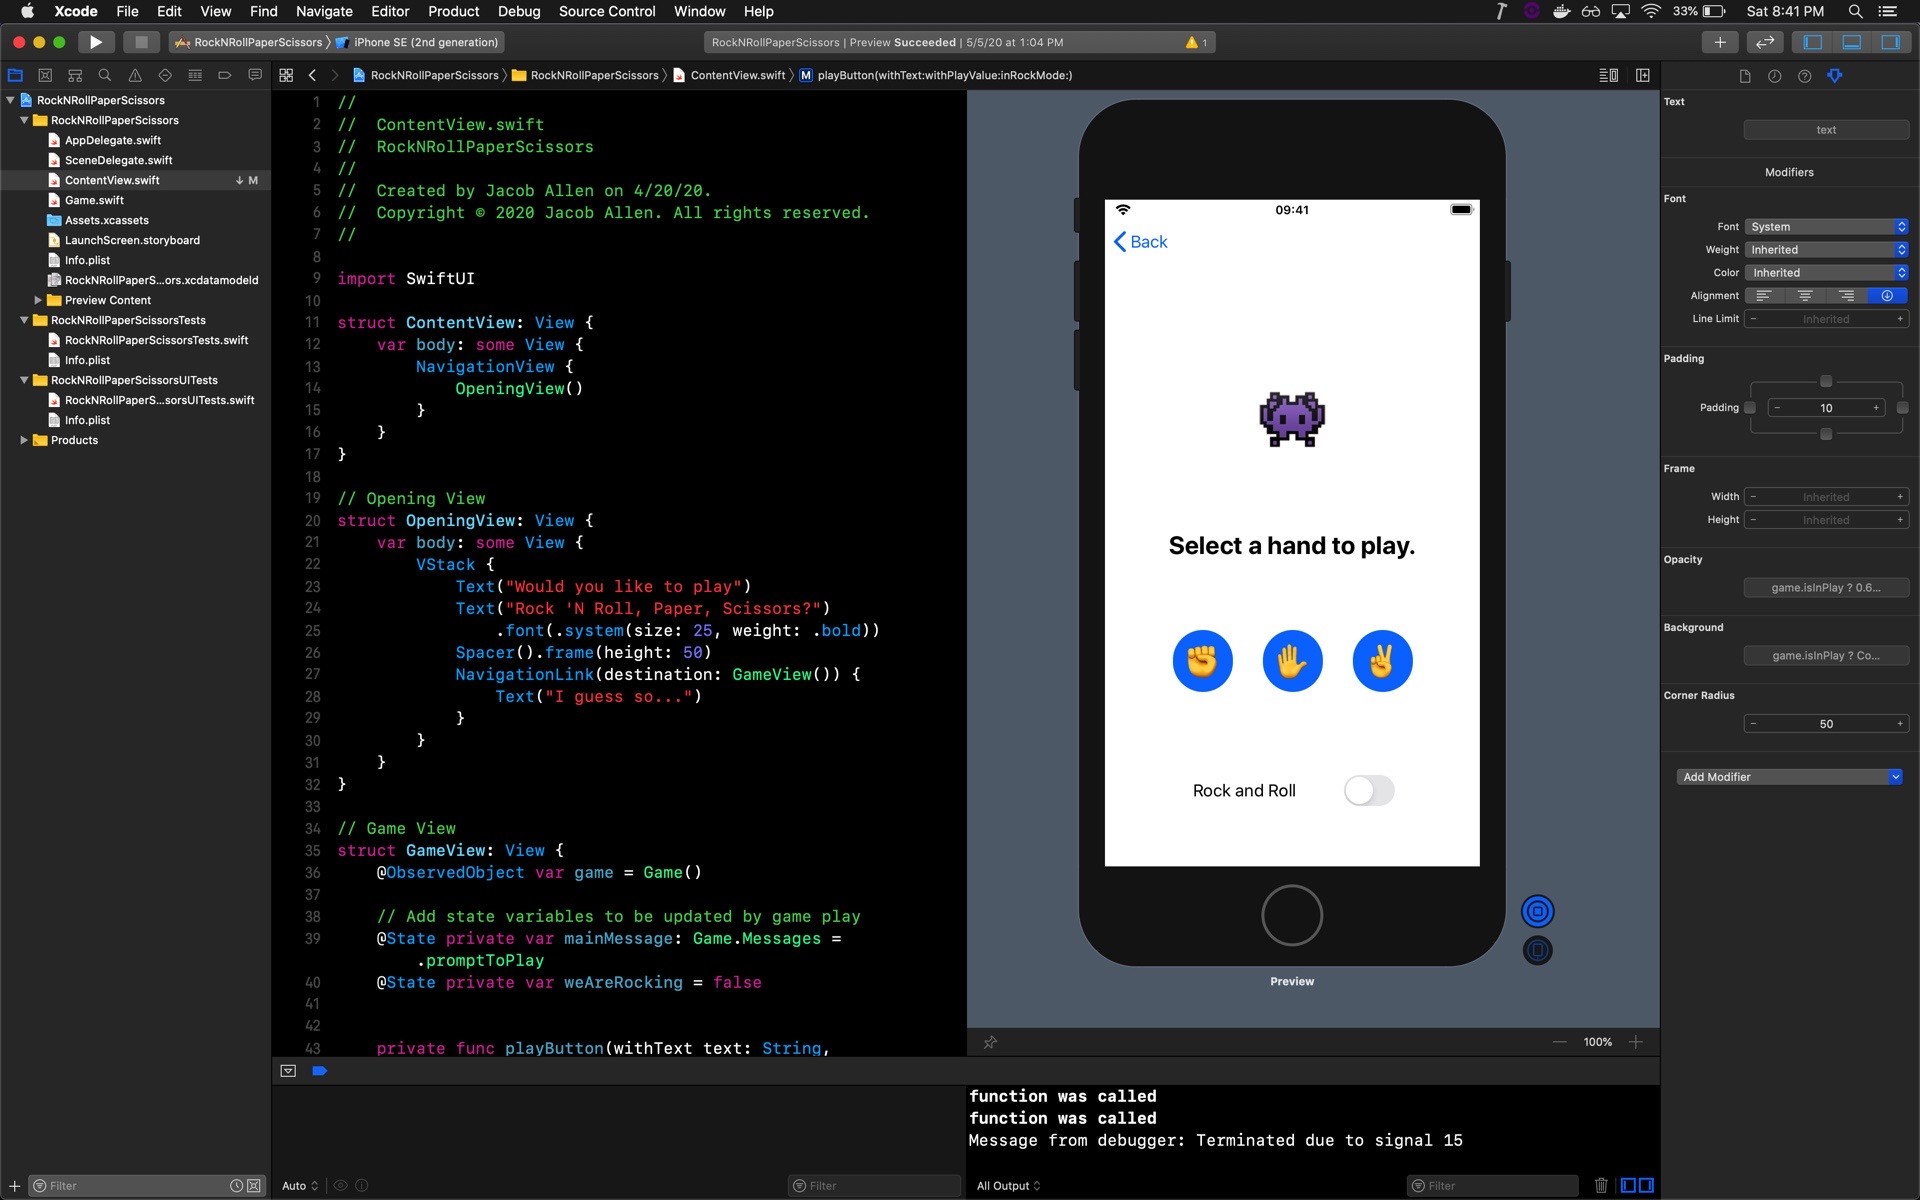 Xcode File Edit View Find Navigate Editor Product Debug Source Control Window Help 33% Sat 8:41 PM
RockNRollPaperScissors iPhone SE (2nd generation)
RockNRollPaperScissors | Preview Succeeded | 5/5/20 at 1:04 PM 1
RockNRollPaperScissors RockNRollPaperScissors ContentView.swift M playButton(withText:withPlayValue:inRockMode:)
RockNRollPaperScissors
RockNRollPaperScissors
AppDelegate.swift
SceneDelegate.swift
ContentView.swift M
Game.swift
Assets.xcassets
LaunchScreen.storyboard
Info.plist
RockNRollPaperS...ors.xcdatamodeld
Preview Content
RockNRollPaperScissorsTests
RockNRollPaperScissorsTests.swift
Info.plist
RockNRollPaperScissorsUITests
RockNRollPaperS...sorsUITests.swift
Info.plist
Products
Filter
1 //
2 //  ContentView.swift
3 //  RockNRollPaperScissors
4 //
5 //  Created by Jacob Allen on 4/20/20.
6 //  Copyright © 2020 Jacob Allen. All rights reserved.
7 //
8
9 import SwiftUI
10
11 struct ContentView: View {
12     var body: some View {
13         NavigationView {
14             OpeningView()
15         }
16     }
17 }
18
19 // Opening View
20 struct OpeningView: View {
21     var body: some View {
22         VStack {
23             Text("Would you like to play")
24             Text("Rock 'N Roll, Paper, Scissors?")
25                 .font(.system(size: 25, weight: .bold))
26             Spacer().frame(height: 50)
27             NavigationLink(destination: GameView()) {
28                 Text("I guess so...")
29             }
30         }
31     }
32 }
33
34 // Game View
35 struct GameView: View {
36     @ObservedObject var game = Game()
37
38     // Add state variables to be updated by game play
39     @State private var mainMessage: Game.Messages =
.promptToPlay
40     @State private var weAreRocking = false
41
42
43     private func playButton(withText text: String,
09:41
Back
Select a hand to play.
Rock and Roll
Preview
100%
Text
text
Modifiers
Font
Font System
Weight Inherited
Color Inherited
Alignment
Line Limit − Inherited +
Padding
Padding − 10 +
Frame
Width − Inherited +
Height − Inherited +
Opacity
game.isInPlay ? 0.6...
Background
game.isInPlay ? Co...
Corner Radius
− 50 +
Add Modifier
function was called
function was called
Message from debugger: Terminated due to signal 15
Auto
Filter
All Output
Filter